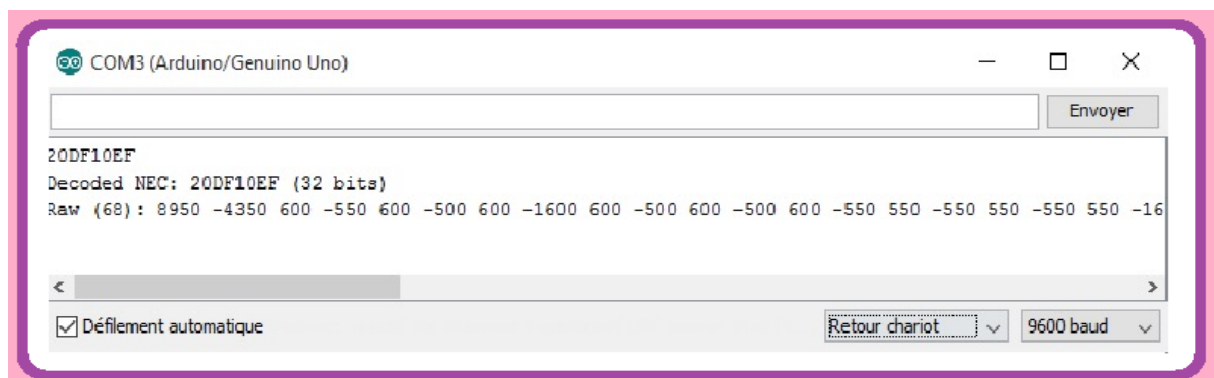 COM3 (Arduino/Genuino Uno)
Envoyer
20DF10EF
Decoded NEC: 20DF10EF (32 bits)
Raw (68): 8950 -4350 600 -550 600 -500 600 -1600 600 -500 600 -500 600 -550 550 -550 550 -550 550 -16
Défilement automatique
Retour chariot
9600 baud